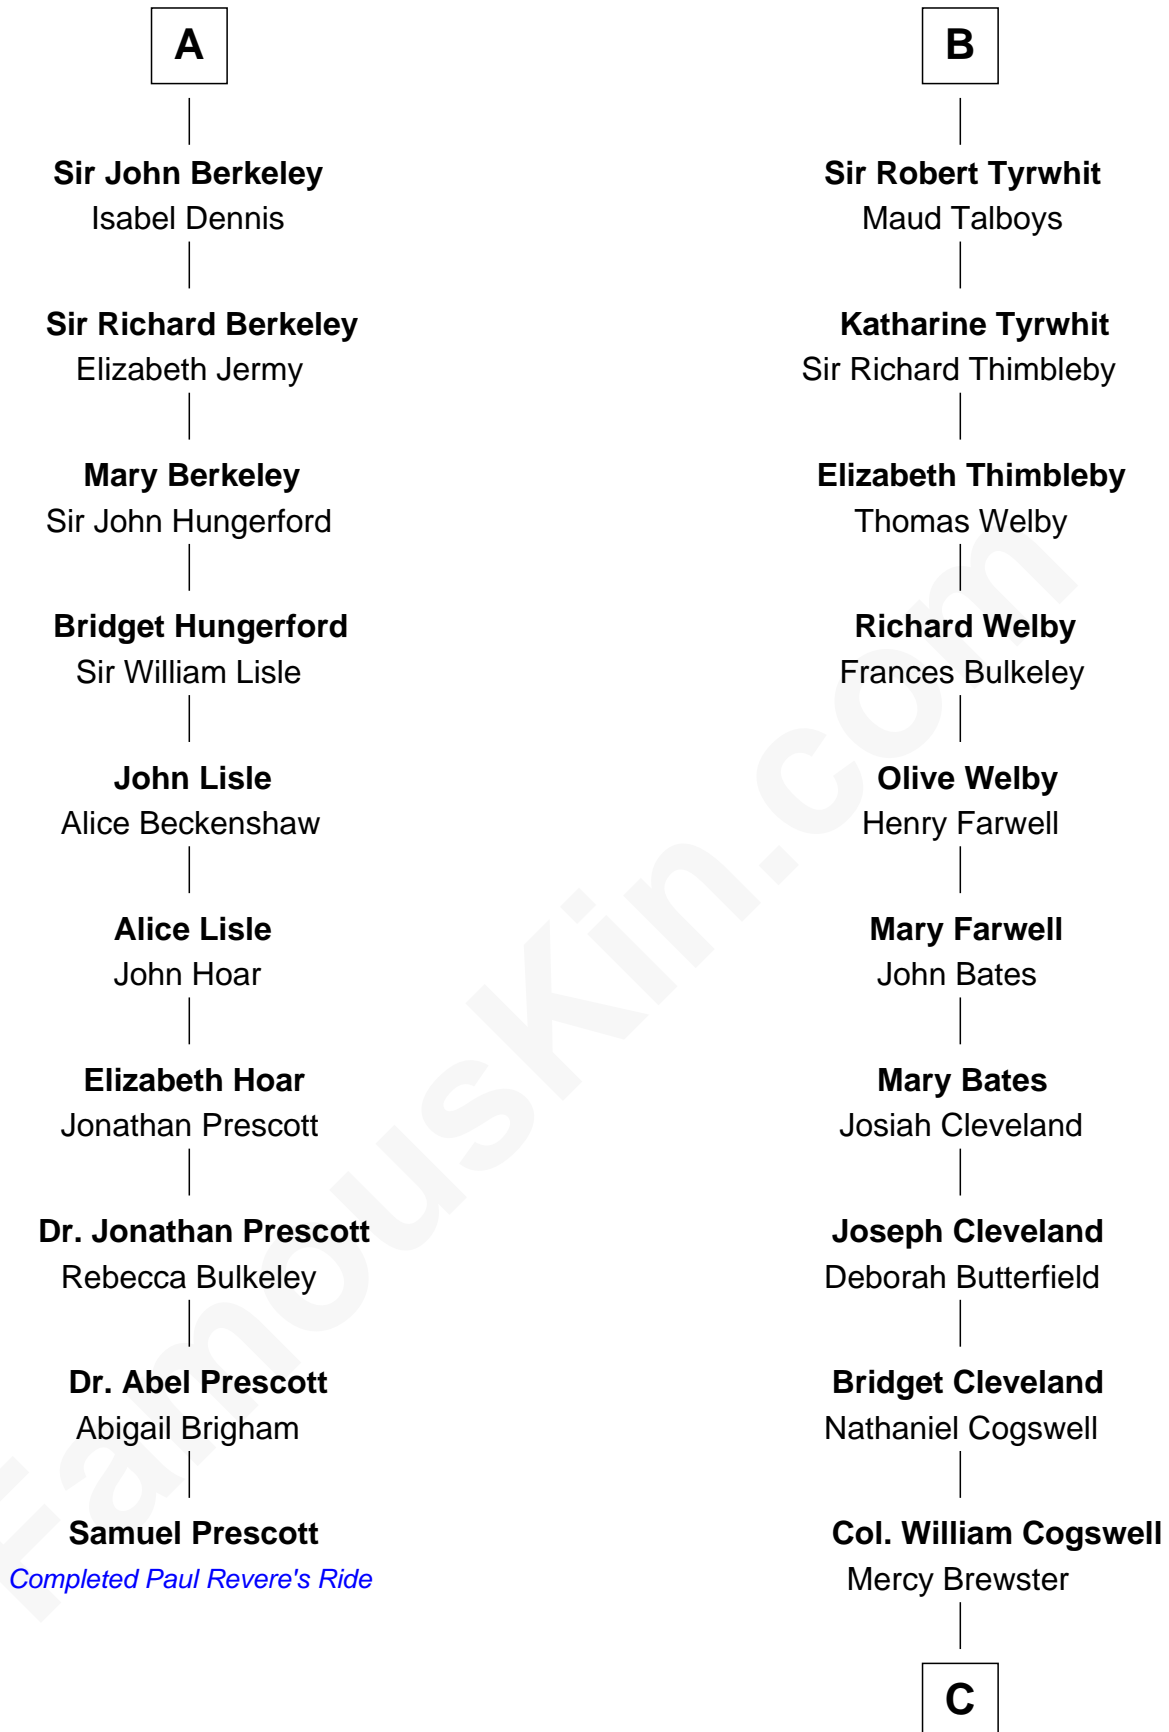 A
Sir John Berkeley
Isabel Dennis
Sir Richard Berkeley
Elizabeth Jermy
Mary Berkeley
Sir John Hungerford
Bridget Hungerford
Sir William Lisle
John Lisle
Alice Beckenshaw
Alice Lisle
John Hoar
Elizabeth Hoar
Jonathan Prescott
Dr. Jonathan Prescott
Rebecca Bulkeley
Dr. Abel Prescott
Abigail Brigham
Samuel Prescott
Completed Paul Revere's Ride
B
Sir Robert Tyrwhit
Maud Talboys
Katharine Tyrwhit
Sir Richard Thimbleby
Elizabeth Thimbleby
Thomas Welby
Richard Welby
Frances Bulkeley
Olive Welby
Henry Farwell
Mary Farwell
John Bates
Mary Bates
Josiah Cleveland
Joseph Cleveland
Deborah Butterfield
Bridget Cleveland
Nathaniel Cogswell
Col. William Cogswell
Mercy Brewster
C
FamousKin.com